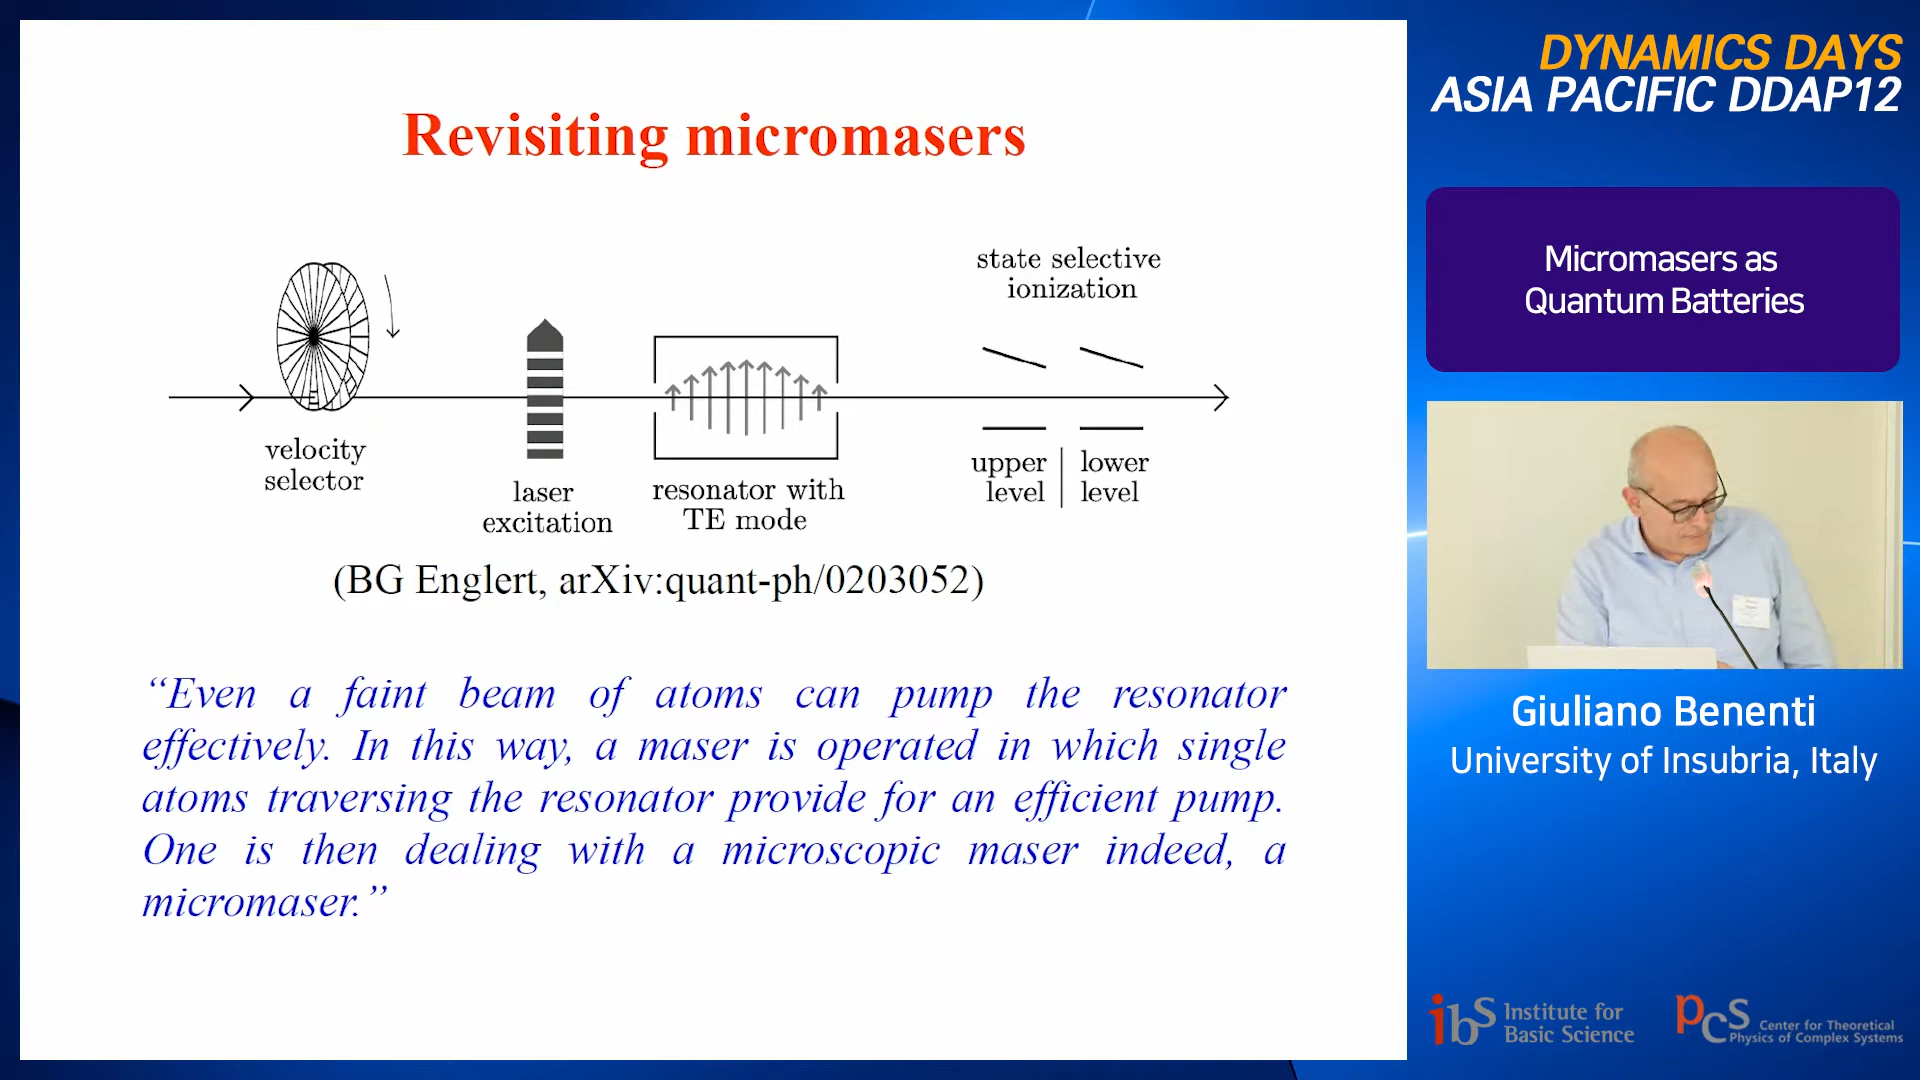 Revisiting micromasers
state selective
ionization
velocity
selector
laser
excitation
resonator with
TE mode
upper
level
lower
level
(BG Englert, arXiv:quant-ph/0203052)
“Even a faint beam of atoms can pump the resonator
effectively. In this way, a maser is operated in which single
atoms traversing the resonator provide for an efficient pump.
One is then dealing with a microscopic maser indeed, a
micromaser.”
DYNAMICS DAYS
ASIA PACIFIC DDAP12
Micromasers as
Quantum Batteries
Giuliano Benenti
University of Insubria, Italy
ibs Institute for
Basic Science
pcs Center for Theoretical
Physics of Complex Systems